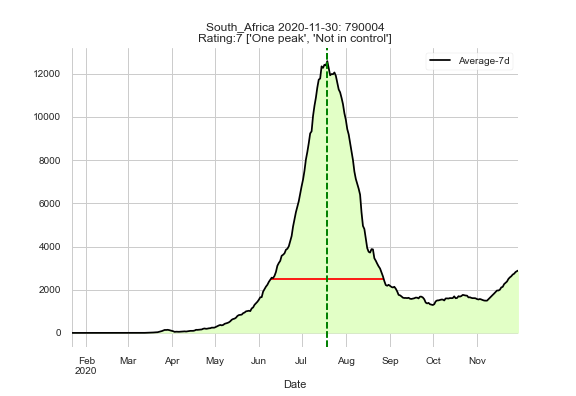 South_Africa 2020-11-30: 790004
Rating:7 ['One peak', 'Not in control']
Average-7d
12000
10000
8000
6000
4000
2000
0
Feb Mar Apr May Jun Jul Aug Sep Oct Nov
2020
Date